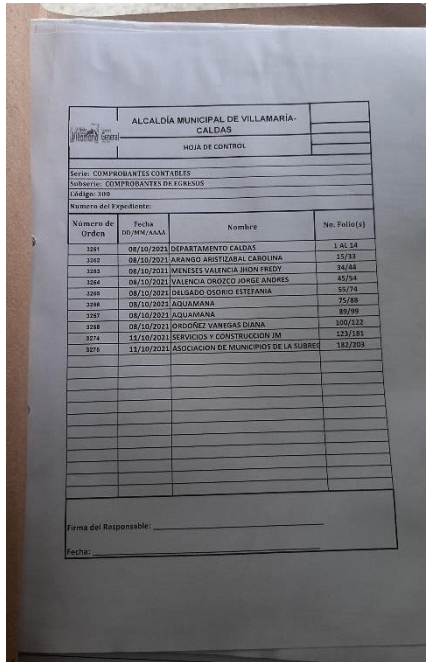 Villamaría General
ALCALDÍA MUNICIPAL DE VILLAMARÍA-
CALDAS
HOJA DE CONTROL
Serie: COMPROBANTES CONTABLES
Subserie: COMPROBANTES DE EGRESOS
Código: 300
Numero del Expediente:
Número de Orden Fecha DD/MM/AAAA Nombre No. Folio(s)
3261 08/10/2021 DEPARTAMENTO CALDAS 1 AL 14
3262 08/10/2021 ARANGO ARISTIZABAL CAROLINA 15/33
3263 08/10/2021 MENESES VALENCIA JHON FREDY 34/44
3264 08/10/2021 VALENCIA OROZCO JORGE ANDRES 45/54
3265 08/10/2021 DELGADO OSORIO ESTEFANIA 55/74
3266 08/10/2021 AQUAMANA 75/88
3267 08/10/2021 AQUAMANA 89/99
3268 08/10/2021 ORDOÑEZ VANEGAS DIANA 100/122
3274 11/10/2021 SERVICIOS Y CONSTRUCCION JM 123/181
3275 11/10/2021 ASOCIACION DE MUNICIPIOS DE LA SUBREG 182/203
Firma del Responsable:
Fecha: